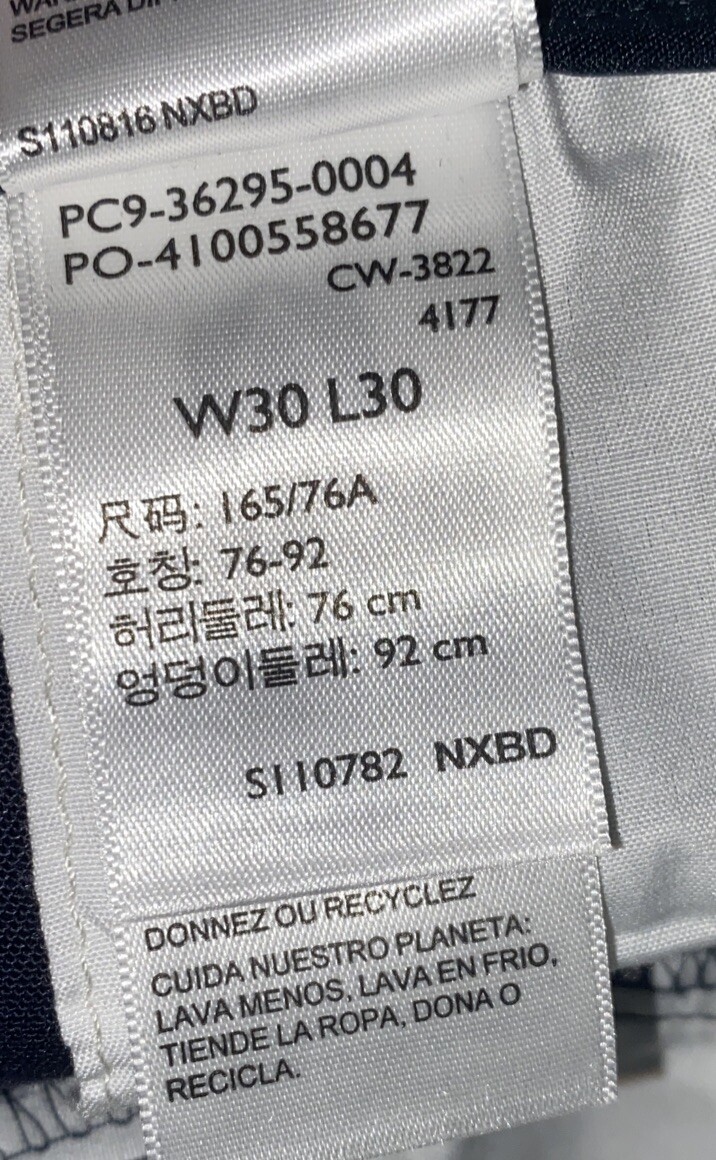 SEGERA
S110816 NXBD
PC9-36295-0004
PO-4100558677
CW-3822
4177
W30 L30
尺码: 165/76A
호창: 76-92
허리둘레: 76 cm
엉덩이둘레: 92 cm
S110782 NXBD
DONNEZ OU RECYCLEZ
CUIDA NUESTRO PLANETA:
LAVA MENOS, LAVA EN FRIO,
TIENDE LA ROPA, DONA O
RECICLA.